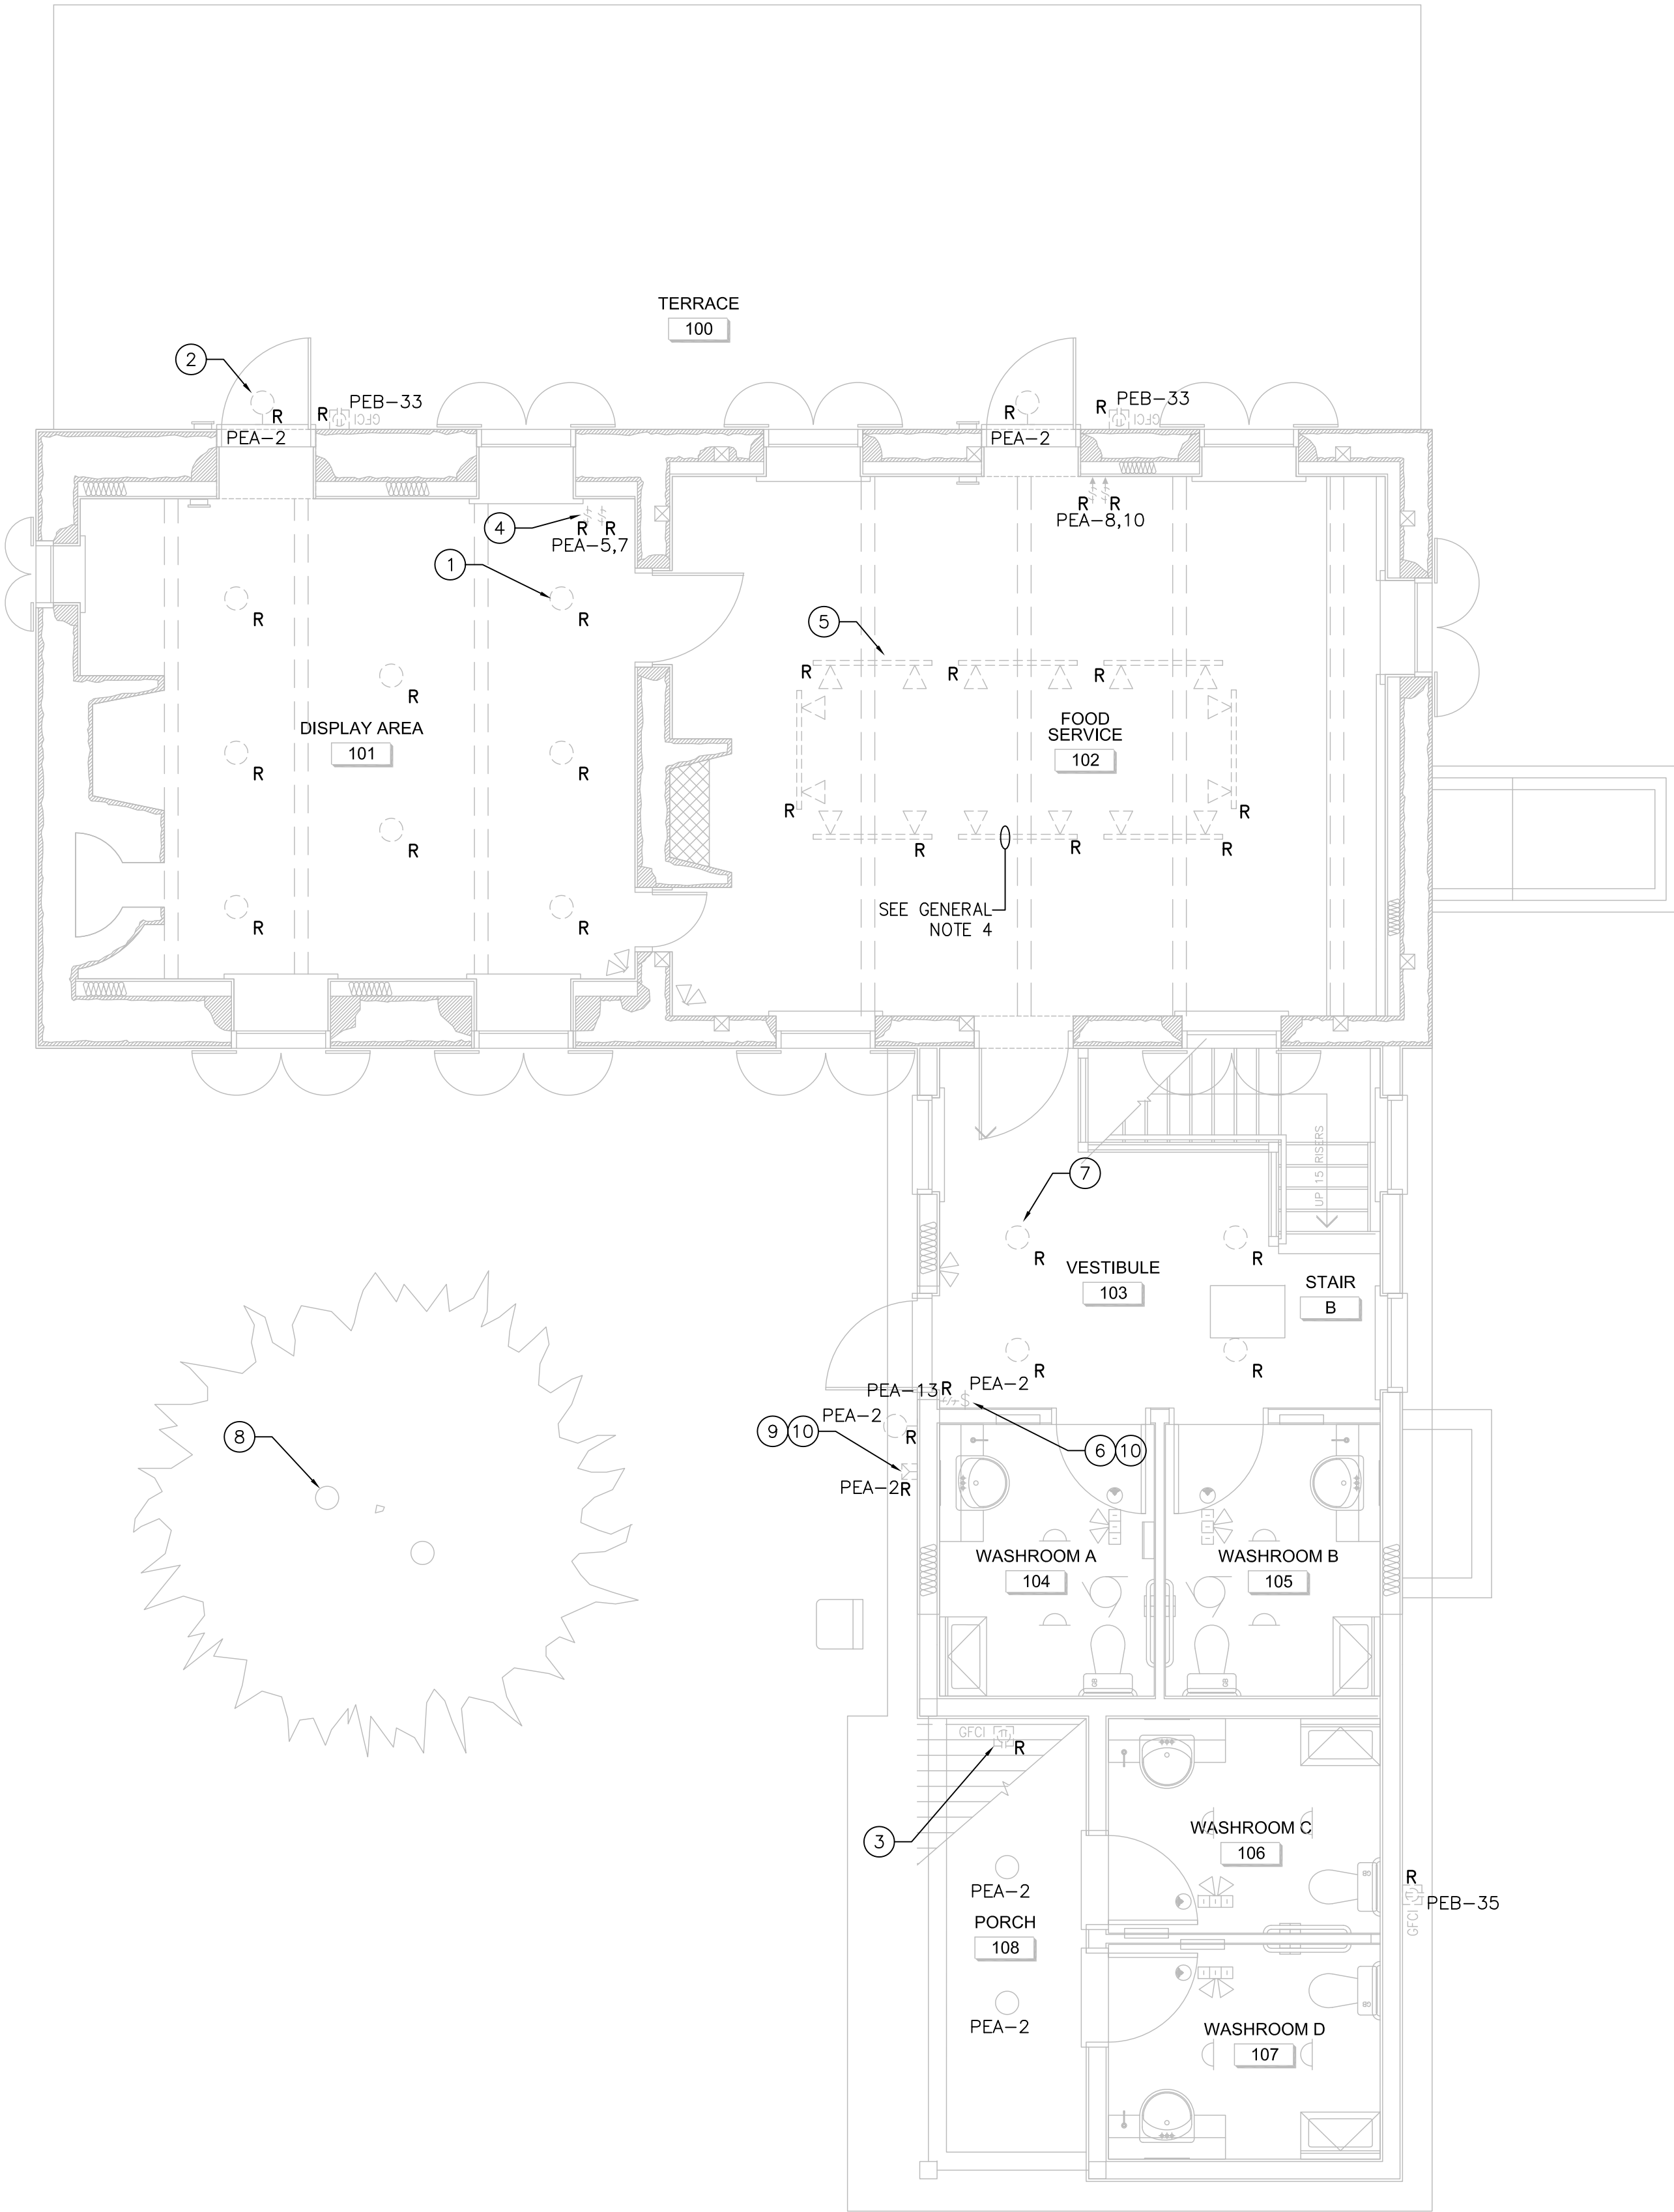 TERRACE
100
2
R
R
PEB-33
GFCI
PEA-2
R
R
PEB-33
GFCI
PEA-2
4
R R
PEA-5,7
R R
PEA-8,10
1
R
R
5
R
R
R
R
DISPLAY AREA
101
FOOD
SERVICE
102
R
R
R
R
R
R
R
R
R
R
SEE GENERAL
NOTE 4
UP 15 RISERS
7
R
R
VESTIBULE
103
STAIR
B
R
R
PEA-13
R
$
PEA-2
PEA-2
R
9
10
6
10
PEA-2
R
8
WASHROOM A
104
WASHROOM B
105
GFCI
R
3
WASHROOM C
106
PEA-2
R
PEB-35
GFCI
PORCH
108
PEA-2
WASHROOM D
107